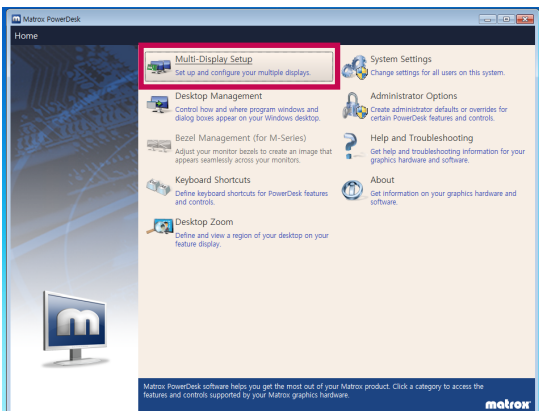 Matrox PowerDesk
Home
Multi-Display Setup
Set up and configure your multiple displays.
Desktop Management
Control how and where program windows and
dialog boxes appear on your Windows desktop.
Bezel Management (for M-Series)
Adjust your monitor bezels to create an image that
appears seamlessly across your monitors.
Keyboard Shortcuts
Define keyboard shortcuts for PowerDesk features
and controls.
Desktop Zoom
Define and view a region of your desktop on your
feature display.
System Settings
Change settings for all users on this system.
Administrator Options
Create administrator defaults or overrides for
certain PowerDesk features and controls.
Help and Troubleshooting
Get help and troubleshooting information for your
graphics hardware and software.
About
Get information on your graphics hardware and
software.
m
Matrox PowerDesk software helps you get the most out of your Matrox product. Click a category to access the
features and controls supported by your Matrox graphics hardware.
matrox